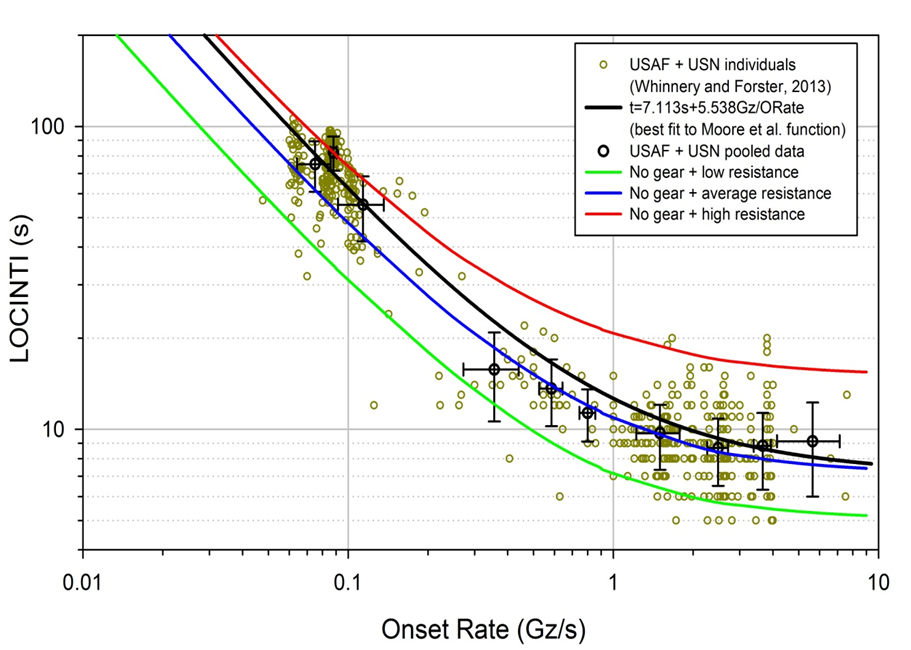 USAF + USN individuals
(Whinnery and Forster, 2013)
t=7.113s+5.538Gz/ORate
(best fit to Moore et al. function)
USAF + USN pooled data
No gear + low resistance
No gear + average resistance
No gear + high resistance
LOCINTI (s)
100
10
0.01
0.1
1
10
Onset Rate (Gz/s)